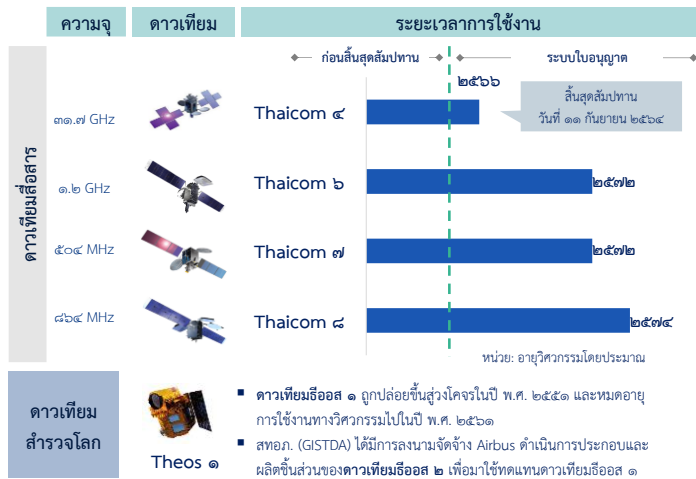 ความจุ ดาวเทียม ระยะเวลาการใช้งาน
ก่อนสิ้นสุดสัมปทาน ระบบใบอนุญาต
ดาวเทียมสื่อสาร
๓๑.๗ GHz Thaicom ๔ ๒๕๖๖
สิ้นสุดสัมปทาน
วันที่ ๑๑ กันยายน ๒๕๖๔
๑.๒ GHz Thaicom ๖ ๒๕๗๒
๕๐๔ MHz Thaicom ๗ ๒๕๗๒
๘๖๔ MHz Thaicom ๘ ๒๕๗๔
หน่วย: อายุวิศวกรรมโดยประมาณ
ดาวเทียม
สำรวจโลก
Theos ๑
▪ ดาวเทียมธีออส ๑ ถูกปล่อยขึ้นสู่วงโคจรในปี พ.ศ. ๒๕๕๑ และหมดอายุ
การใช้งานทางวิศวกรรมไปในปี พ.ศ. ๒๕๖๑
▪ สทอภ. (GISTDA) ได้มีการลงนามจัดจ้าง Airbus ดำเนินการประกอบและ
ผลิตชิ้นส่วนของดาวเทียมธีออส ๒ เพื่อมาใช้ทดแทนดาวเทียมธีออส ๑